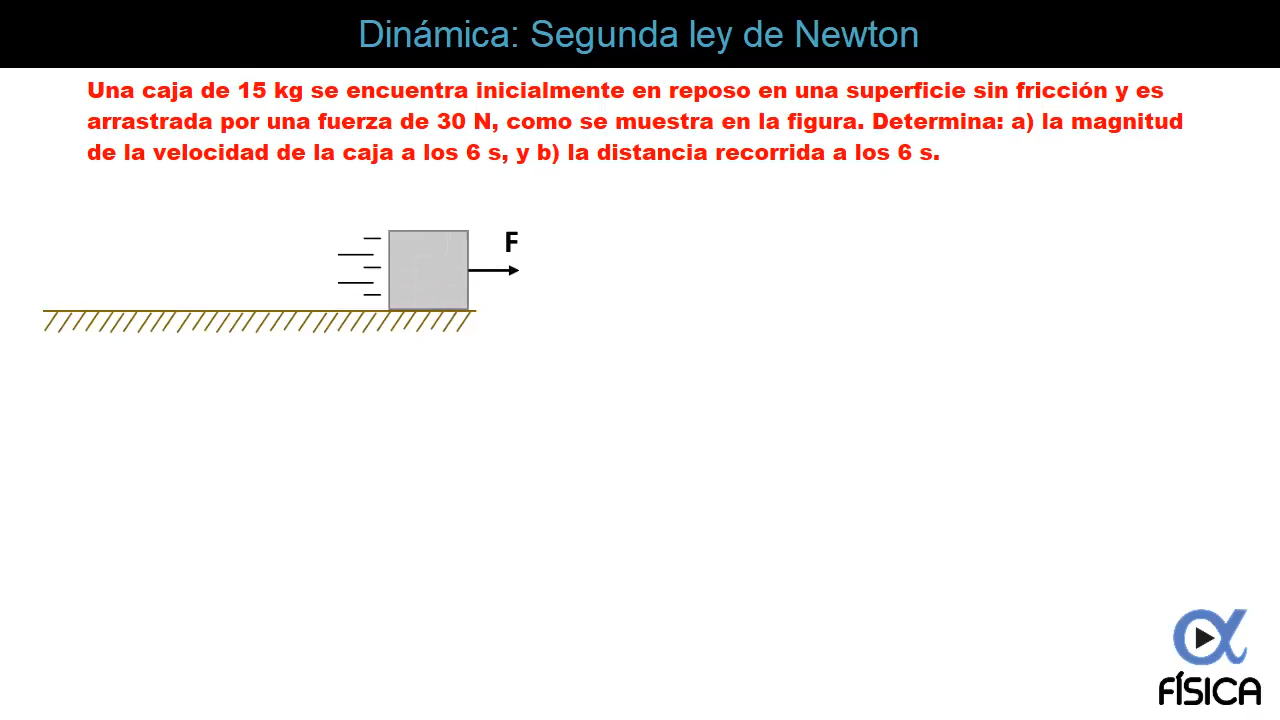 Dinámica: Segunda ley de Newton
Una caja de 15 kg se encuentra inicialmente en reposo en una superficie sin fricción y es
arrastrada por una fuerza de 30 N, como se muestra en la figura. Determina: a) la magnitud
de la velocidad de la caja a los 6 s, y b) la distancia recorrida a los 6 s.
F
α
FÍSICA